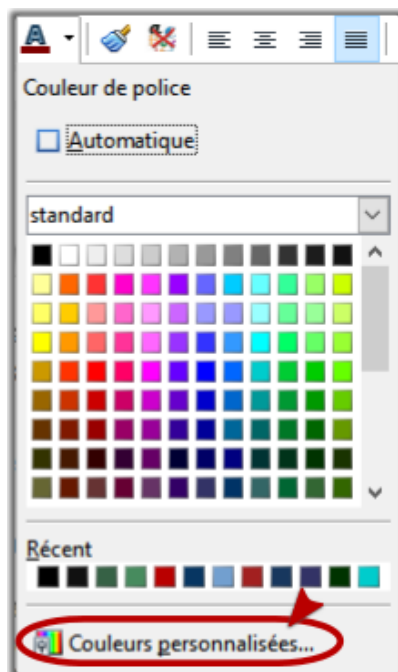 A
Couleur de police
Automatique
standard
Récent
Couleurs personnalisées...